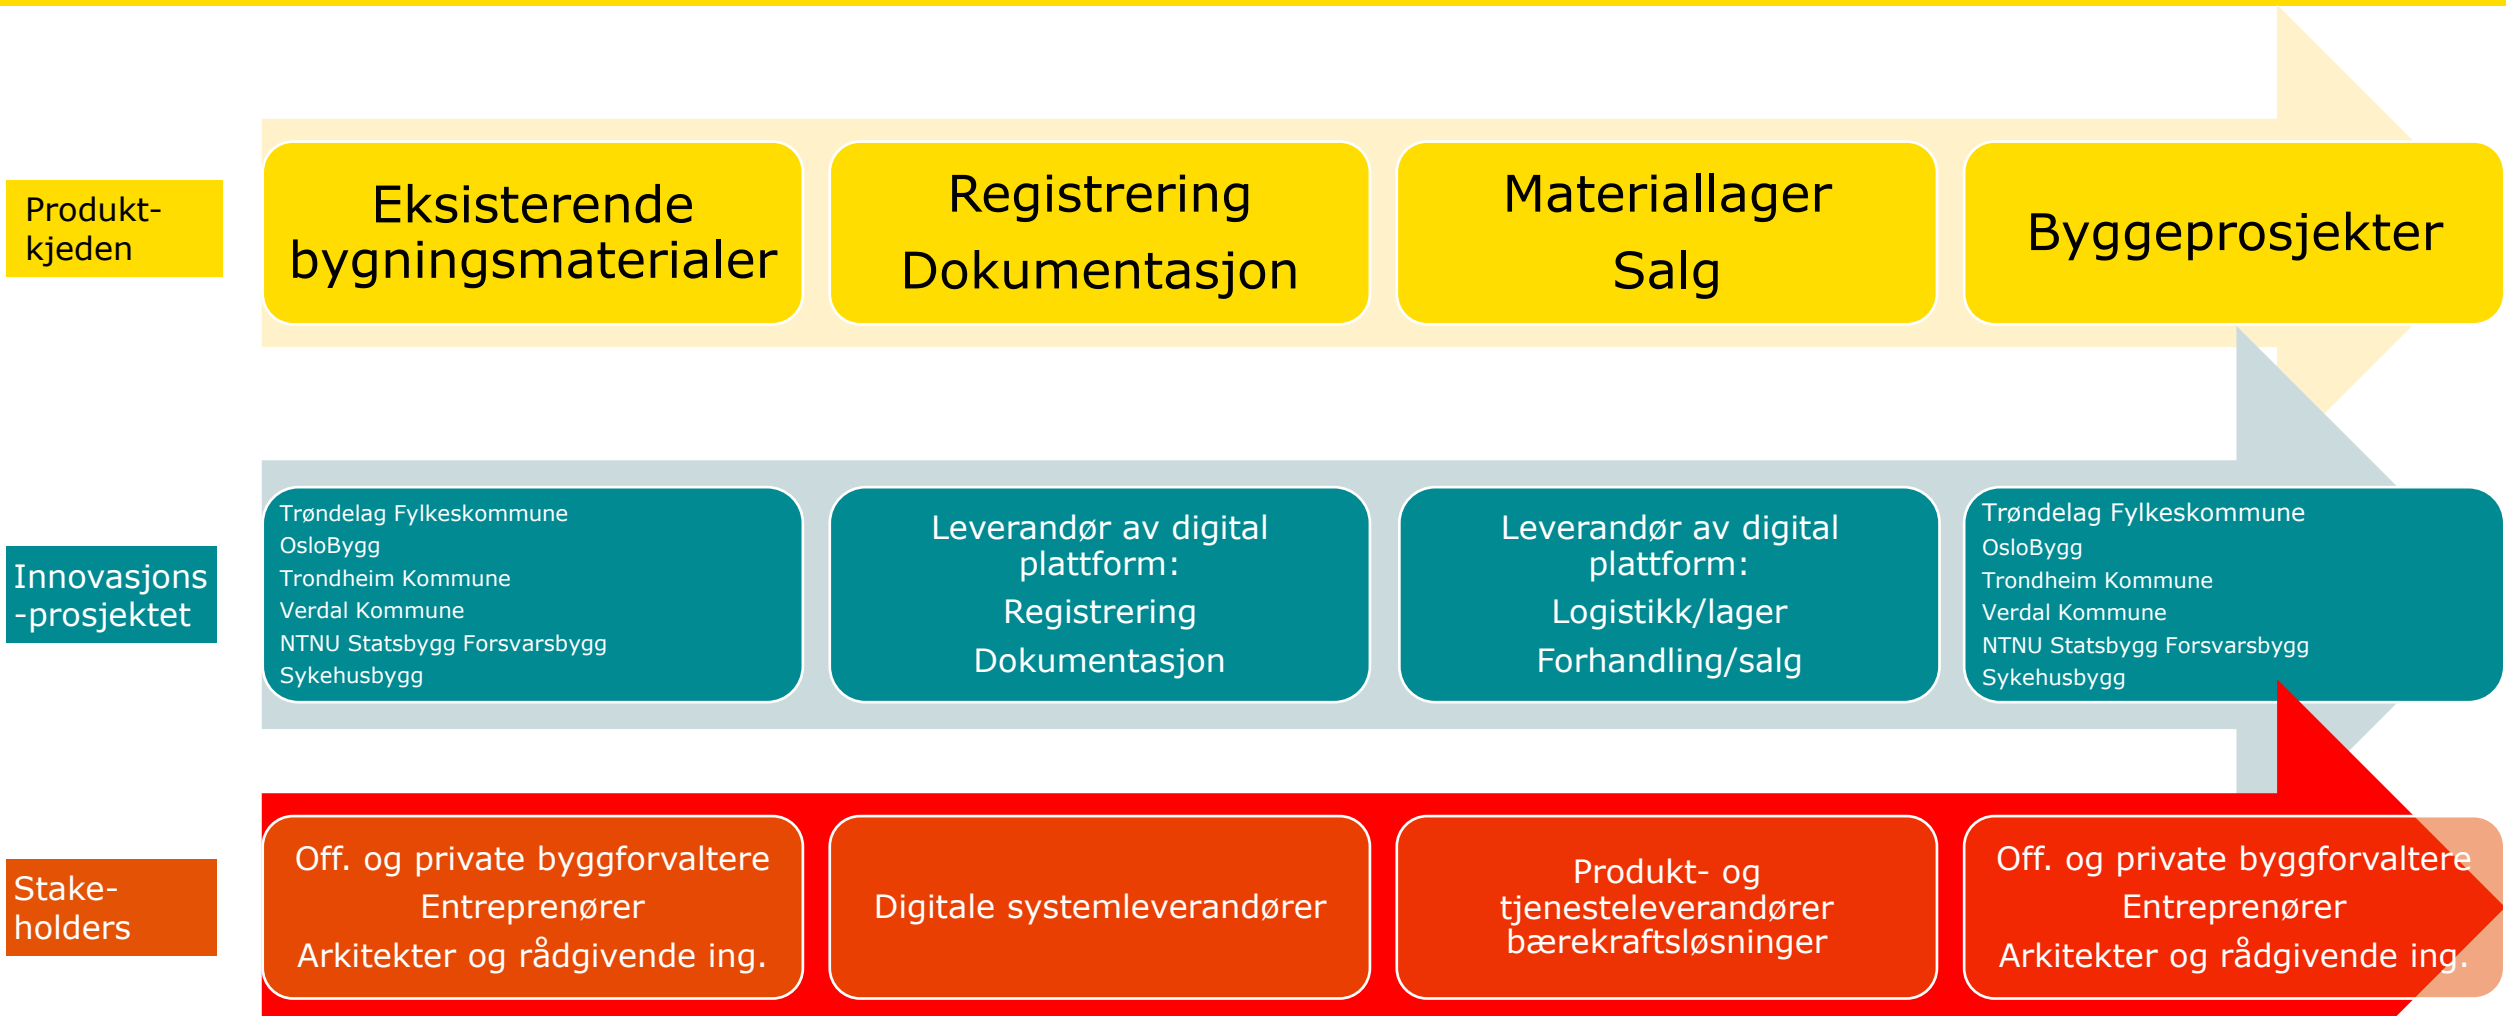 Produkt-
kjeden
Eksisterende
bygningsmaterialer
Registrering
Dokumentasjon
Materiallager
Salg
Byggeprosjekter
Innovasjons
-prosjektet
Trøndelag Fylkeskommune
OsloBygg
Trondheim Kommune
Verdal Kommune
NTNU Statsbygg Forsvarsbygg
Sykehusbygg
Leverandør av digital
plattform:
Registrering
Dokumentasjon
Leverandør av digital
plattform:
Logistikk/lager
Forhandling/salg
Trøndelag Fylkeskommune
OsloBygg
Trondheim Kommune
Verdal Kommune
NTNU Statsbygg Forsvarsbygg
Sykehusbygg
Stake-
holders
Off. og private byggforvaltere
Entreprenører
Arkitekter og rådgivende ing.
Digitale systemleverandører
Produkt- og
tjenesteleverandører
bærekraftsløsninger
Off. og private byggforvaltere
Entreprenører
Arkitekter og rådgivende ing.